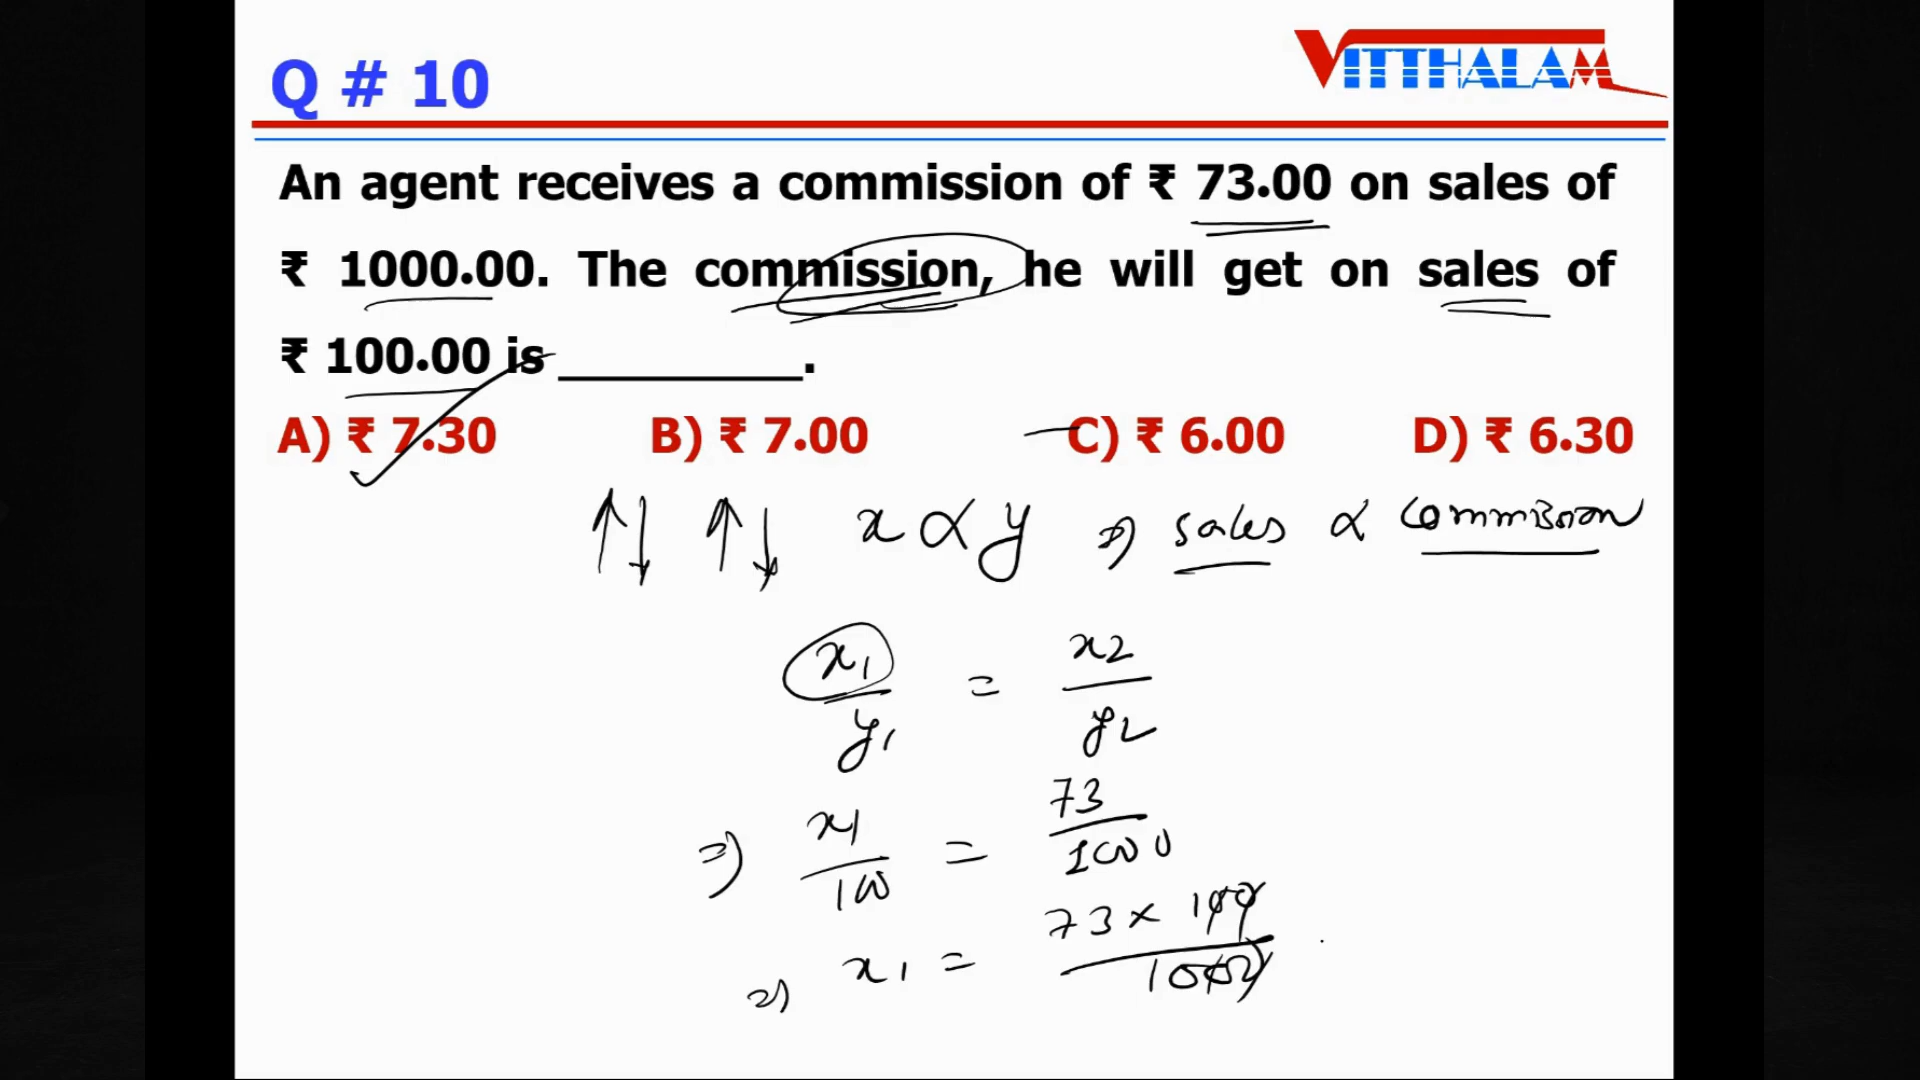 Q # 10
VITTHALAM
An agent receives a commission of ₹ 73.00 on sales of
₹ 1000.00. The commission, he will get on sales of
₹ 100.00 is __________.
A) ₹ 7.30 B) ₹ 7.00 C) ₹ 6.00 D) ₹ 6.30
↑↓ ↑↓ x ∝ y ⇒ sales ∝ commission
x1/y1 = x2/y2
⇒ x1/100 = 73/1000
⇒ x1 = 73 × 100/1000